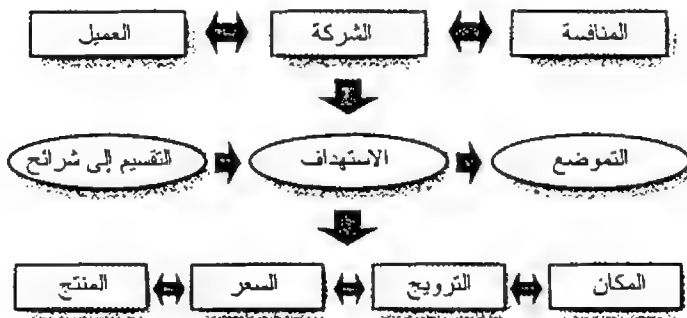 المنافسة الشركة العميل
التموضع الاستهداف التقسيم إلى شرائح
المكان الترويج السعر المنتج